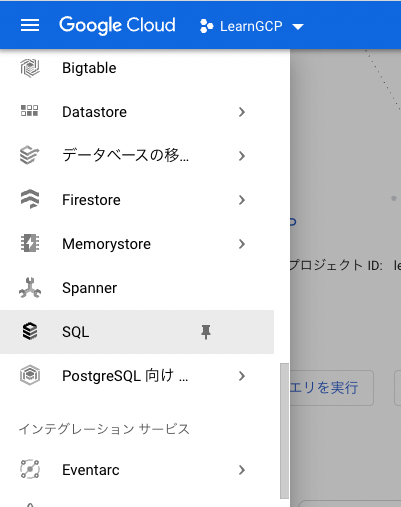 Google Cloud
LearnGCP
Bigtable
Datastore
データベースの移…
Firestore
Memorystore
Spanner
SQL
PostgreSQL 向け …
インテグレーション サービス
Eventarc
プロジェクト ID: le
エリを実行